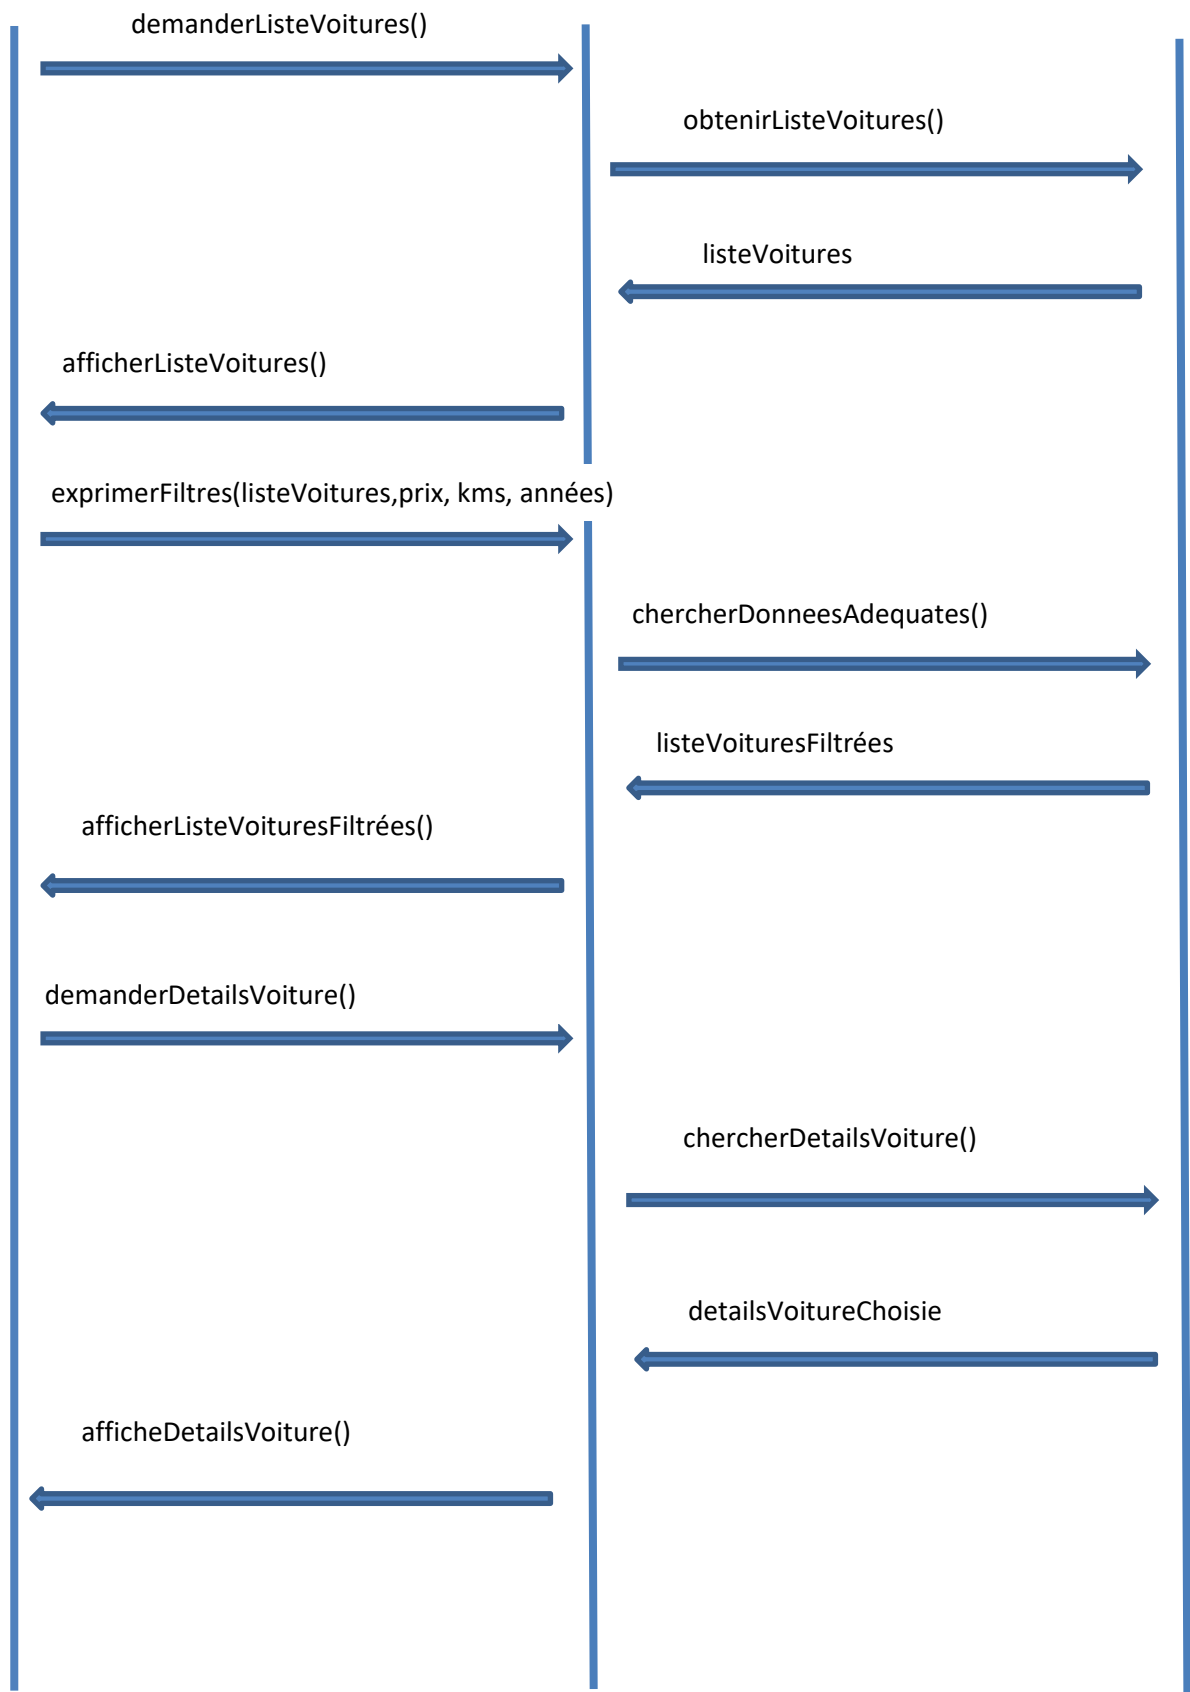 demanderListeVoitures()
obtenirListeVoitures()
listeVoitures
afficherListeVoitures()
exprimerFiltres(listeVoitures,prix, kms, années)
chercherDonneesAdequates()
listeVoituresFiltrées
afficherListeVoituresFiltrées()
demanderDetailsVoiture()
chercherDetailsVoiture()
detailsVoitureChoisie
afficheDetailsVoiture()